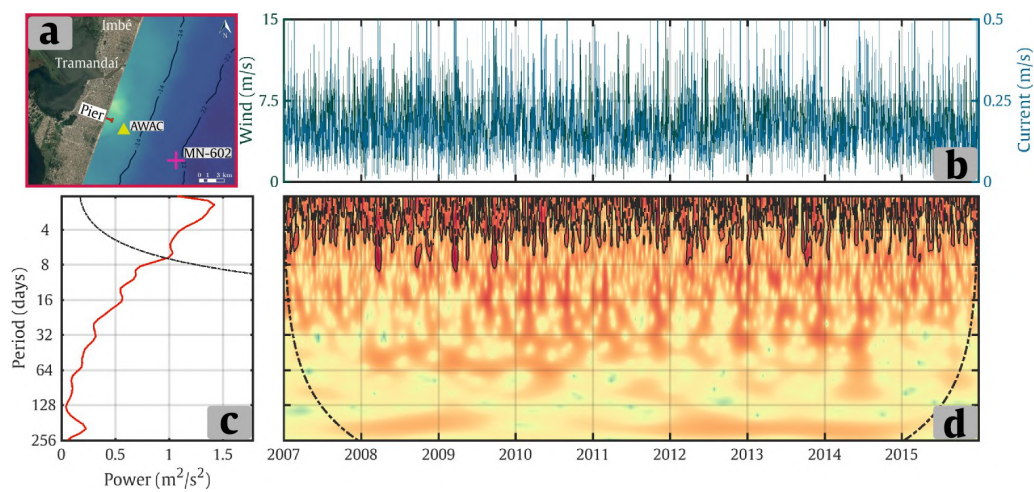 a
Imbé
N
Tramandaí
Pier
AWAC
MN-602
-14
-14
0 1 3 km
15
7.5
0
Wind (m/s)
0.5
0.25
0
Current (m/s)
b
4
8
16
32
64
128
256
Period (days)
0 0.5 1 1.5
Power (m²/s²)
c
d
2007 2008 2009 2010 2011 2012 2013 2014 2015